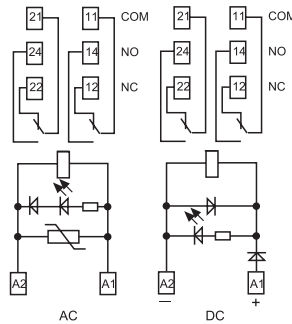 21 11 COM 21 11 COM
24 14 NO 24 14 NO
22 12 NC 22 12 NC
A2 A1 A2 A1
— +
AC DC